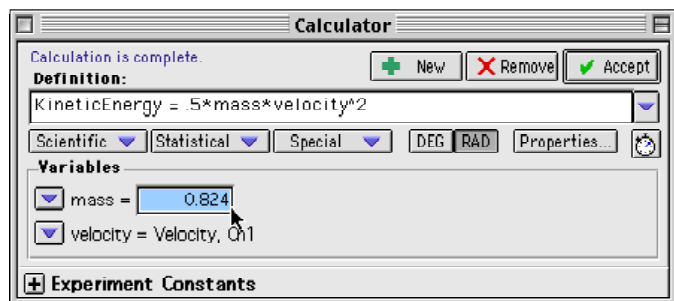 Calculator
Calculation is complete.
Definition:
New Remove Accept
KineticEnergy = .5*mass*velocity^2
Scientific Statistical Special DEG RAD Properties...
Variables
mass = 0.824
velocity = Velocity, Ch1
Experiment Constants